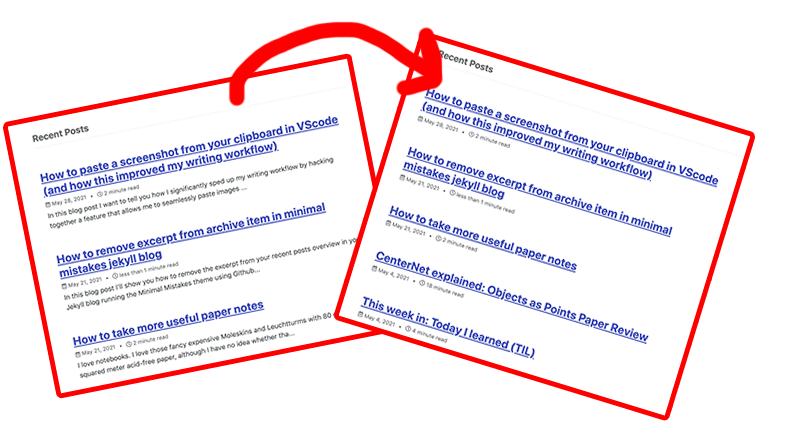 Recent Posts
How to paste a screenshot from your clipboard in VScode
(and how this improved my writing workflow)
May 28, 2021 • 2 minute read
In this blog post I want to tell you how I significantly sped up my writing workflow by hacking
together a feature that allows me to seamlessly paste images ...
How to remove excerpt from archive item in minimal
mistakes jekyll blog
May 21, 2021 • less than 1 minute read
In this blog post I'll show you how to remove the excerpt from your recent posts overview in
Jekyll blog running the Minimal Mistakes theme using Github...
How to take more useful paper notes
May 21, 2021 • 2 minute read
I love notebooks. I love those fancy expensive Moleskins and Leuchtturms with 80
squared meter acid-free paper, although I have no idea whether tha...
Recent Posts
How to paste a screenshot from your clipboard in VScode
(and how this improved my writing workflow)
May 28, 2021 • 2 minute read
How to remove excerpt from archive item in minimal
mistakes jekyll blog
May 21, 2021 • less than 1 minute read
How to take more useful paper notes
May 21, 2021 • 2 minute read
CenterNet explained: Objects as Points Paper Review
May 4, 2021 • 18 minute read
This week in: Today I learned (TIL)
May 4, 2021 • 4 minute read